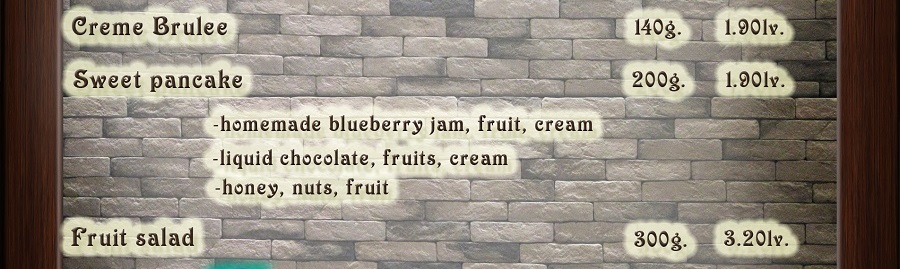 Creme Brulee 140g. 1.90lv.
Sweet pancake 200g. 1.90lv.
-homemade blueberry jam, fruit, cream
-liquid chocolate, fruits, cream
-honey, nuts, fruit
Fruit salad 300g. 3.20lv.